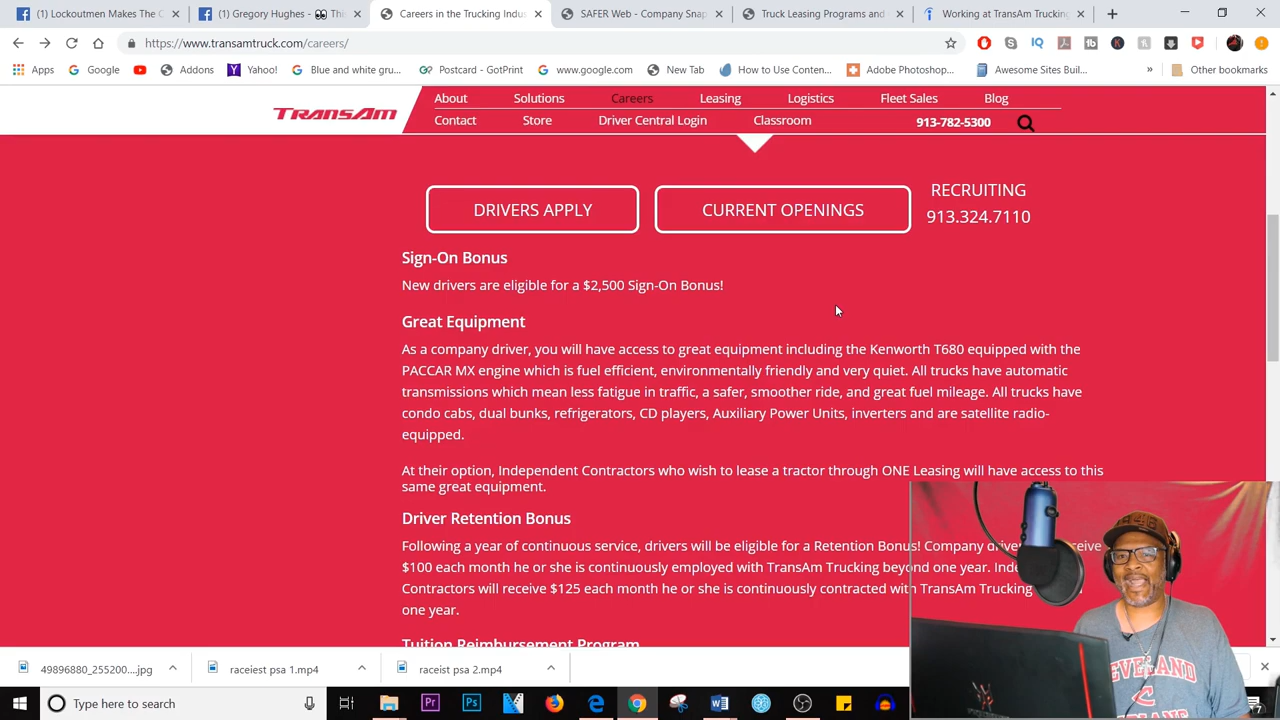 (1) Lockoutmen Makes The C
(1) Gregory Hughes - 👀 The
Careers in the Trucking Indus
SAFER Web - Company Snap
Truck Leasing Programs and
Working at TransAm Trucking
https://www.transamtruck.com/careers/
Apps
Google
Addons
Yahoo!
Blue and white gru...
Postcard - GotPrint
www.google.com
New Tab
How to Use Conten...
Adobe Photoshop...
Awesome Sites Buil...
»
Other bookmarks
TRANSAM
About Solutions Careers Leasing Logistics Fleet Sales Blog
Contact Store Driver Central Login Classroom 913-782-5300
DRIVERS APPLY
CURRENT OPENINGS
RECRUITING
913.324.7110
Sign-On Bonus
New drivers are eligible for a $2,500 Sign-On Bonus!
Great Equipment
As a company driver, you will have access to great equipment including the Kenworth T680 equipped with the
PACCAR MX engine which is fuel efficient, environmentally friendly and very quiet. All trucks have automatic
transmissions which mean less fatigue in traffic, a safer, smoother ride, and great fuel mileage. All trucks have
condo cabs, dual bunks, refrigerators, CD players, Auxiliary Power Units, inverters and are satellite radio-
equipped.
At their option, Independent Contractors who wish to lease a tractor through ONE Leasing will have access to this
same great equipment.
Driver Retention Bonus
Following a year of continuous service, drivers will be eligible for a Retention Bonus! Company drive
$100 each month he or she is continuously employed with TransAm Trucking beyond one year. Inde
Contractors will receive $125 each month he or she is continuously contracted with TransAm Trucking
one year.
Tuition Reimbursement Program
49896880_255200....jpg
raceiest psa 1.mp4
raceiest psa 2.mp4
Type here to search